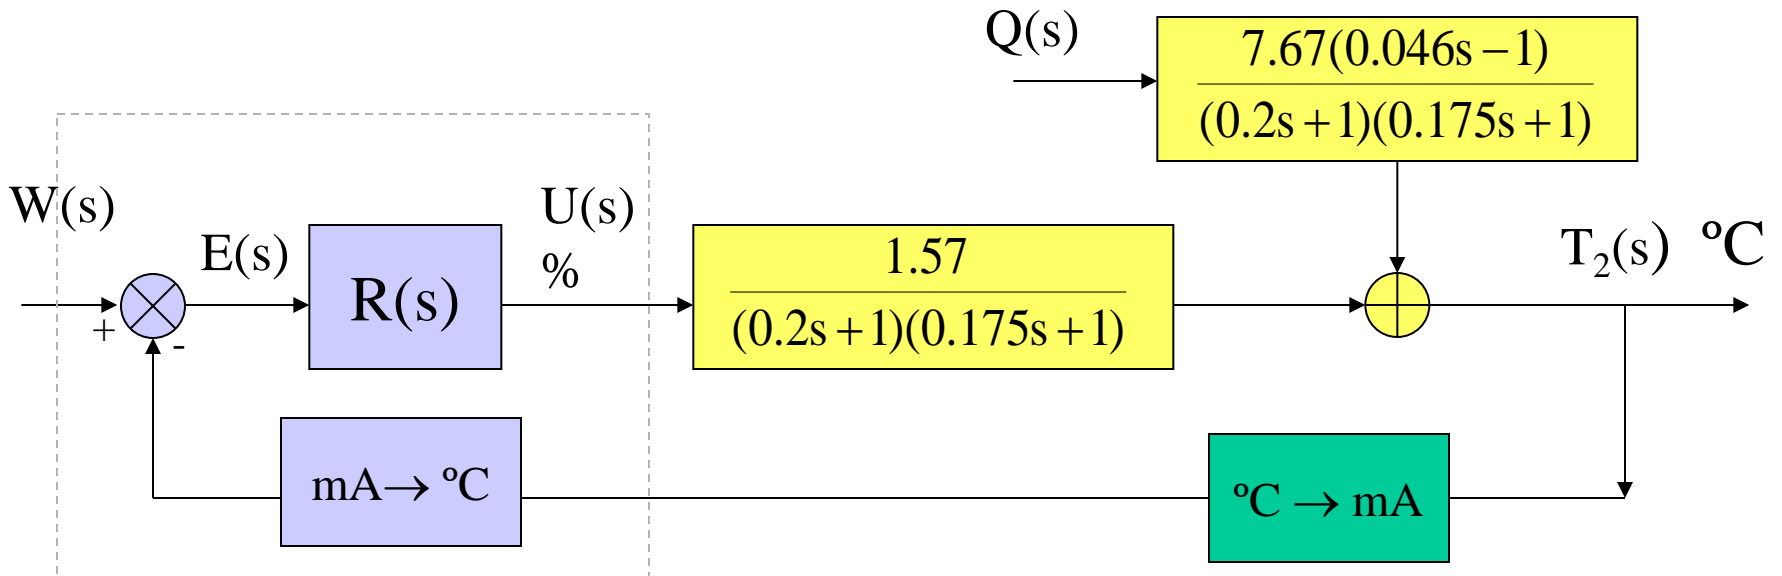 Q(s)
7.67(0.046s − 1)
(0.2s + 1)(0.175s + 1)
W(s)
E(s)
R(s)
U(s)
%
1.57
(0.2s + 1)(0.175s + 1)
T₂(s) ºC
+
-
mA→ ºC
ºC → mA